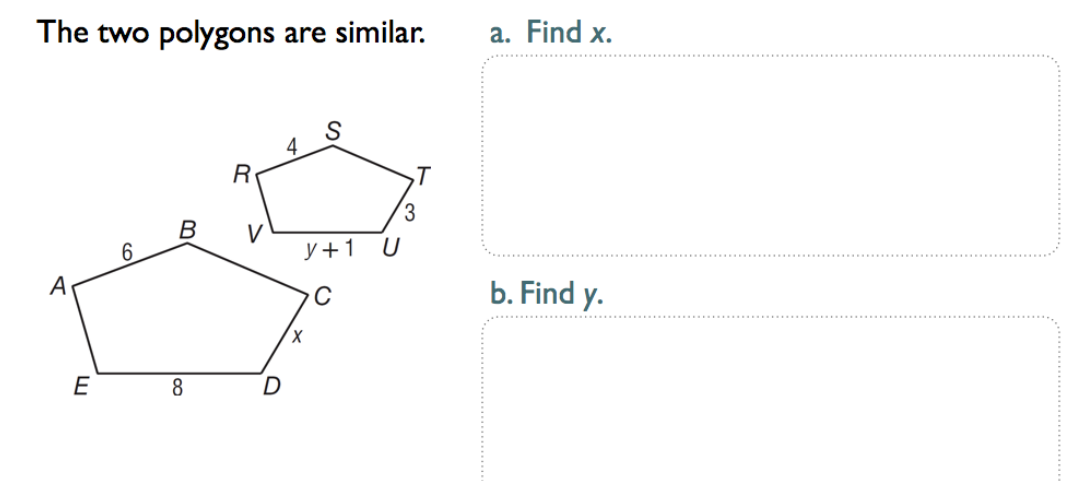 The two polygons are similar.
a. Find x.
S
4
R
T
3
B
V
y+1 U
6
A
C
b. Find y.
x
E 8 D